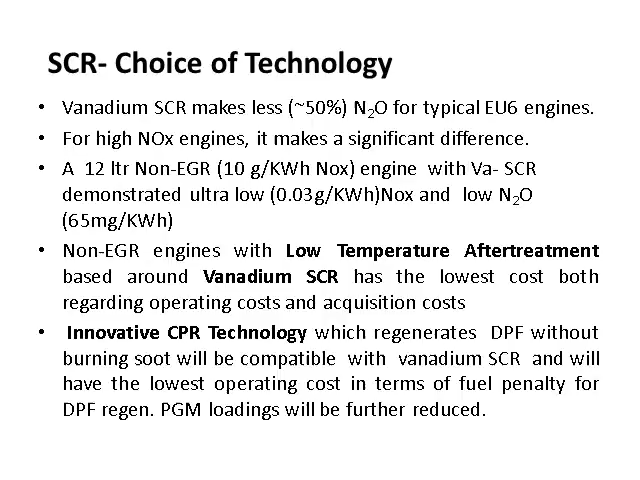 SCR- Choice of Technology
• Vanadium SCR makes less (~50%) N₂O for typical EU6 engines.
• For high NOx engines, it makes a significant difference.
• A 12 ltr Non-EGR (10 g/KWh Nox) engine with Va- SCR
demonstrated ultra low (0.03g/KWh)Nox and low N₂O
(65mg/KWh)
• Non-EGR engines with Low Temperature Aftertreatment
based around Vanadium SCR has the lowest cost both
regarding operating costs and acquisition costs
• Innovative CPR Technology which regenerates DPF without
burning soot will be compatible with vanadium SCR and will
have the lowest operating cost in terms of fuel penalty for
DPF regen. PGM loadings will be further reduced.